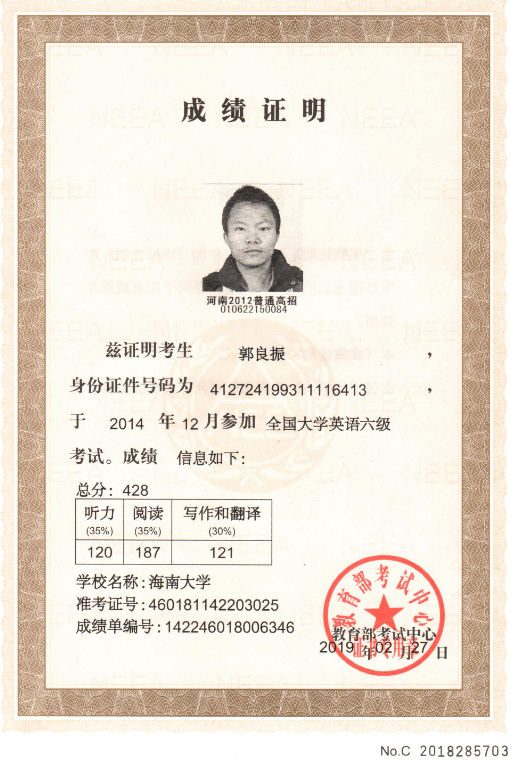 成绩证明
河南2012普通高招
010622150084
兹证明考生 郭良振 ，
身份证件号码为 412724199311116413 ，
于 2014 年 12 月参加 全国大学英语六级
考试。成绩 信息如下：
总分：428
听力 阅读 写作和翻译
(35%) (35%) (30%)
120 187 121
学校名称：海南大学
准考证号：460181142203025
成绩单编号：142246018006346
教育部考试中心
教育部考试中心
2019 年 02 月 27 日
No.C 2018285703